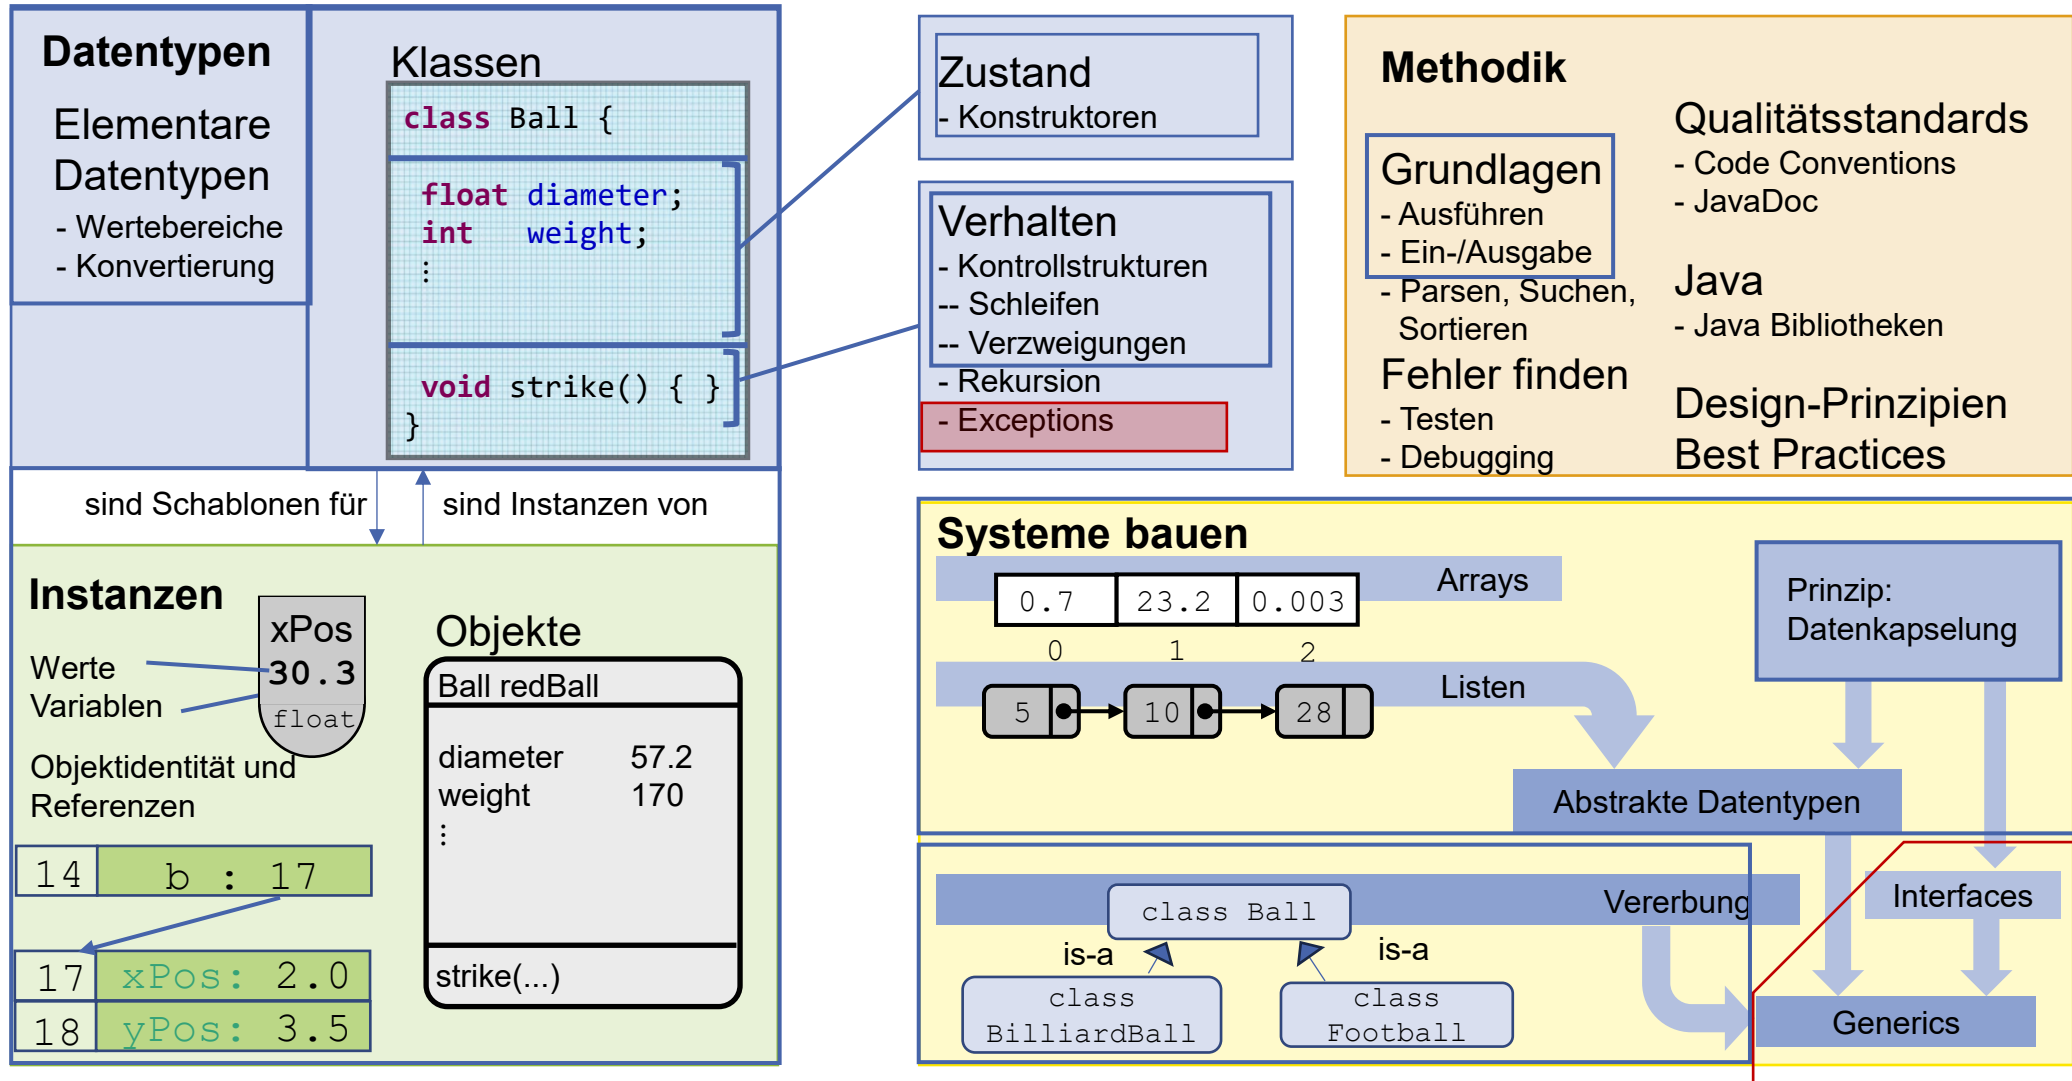 Datentypen
Elementare
Datentypen
- Wertebereiche
- Konvertierung
Klassen
class Ball {
float diameter;
int weight;
⋮
void strike() { }
}
sind Schablonen für
sind Instanzen von
Instanzen
Werte
Variablen
xPos
30.3
float
Objektidentität und
Referenzen
14 b : 17
17 xPos: 2.0
18 yPos: 3.5
Objekte
Ball redBall
diameter 57.2
weight 170
⋮
strike(...)
Zustand
- Konstruktoren
Verhalten
- Kontrollstrukturen
-- Schleifen
-- Verzweigungen
- Rekursion
- Exceptions
Methodik
Grundlagen
- Ausführen
- Ein-/Ausgabe
- Parsen, Suchen,
Sortieren
Fehler finden
- Testen
- Debugging
Qualitätsstandards
- Code Conventions
- JavaDoc
Java
- Java Bibliotheken
Design-Prinzipien
Best Practices
Systeme bauen
0.7 23.2 0.003
0 1 2
Arrays
5 10 28
Listen
Prinzip:
Datenkapselung
Abstrakte Datentypen
Vererbung
class Ball
is-a
is-a
class
BilliardBall
class
Football
Interfaces
Generics